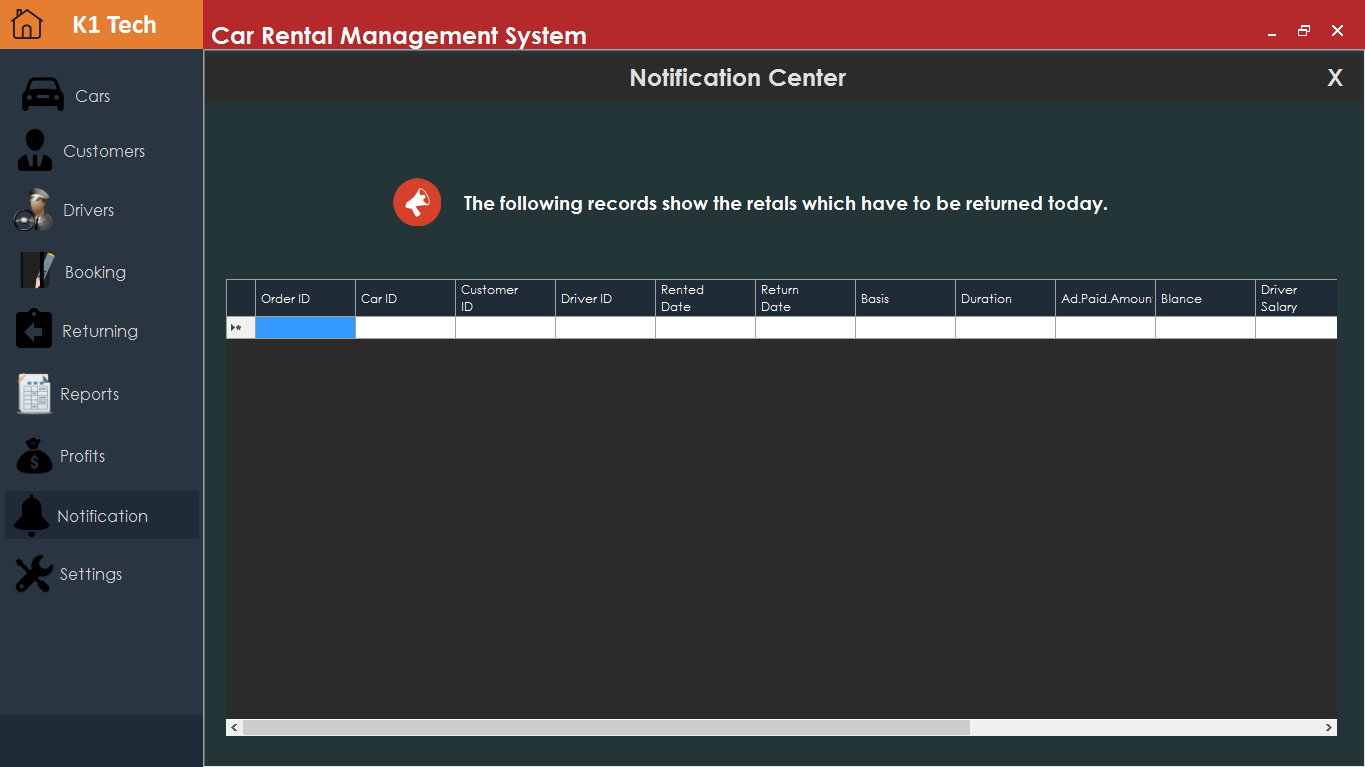 K1 Tech
Car Rental Management System
Notification Center
X
Cars
Customers
Drivers
Booking
Returning
Reports
Profits
Notification
Settings
The following records show the retals which have to be returned today.
Order ID
Car ID
Customer
ID
Driver ID
Rented
Date
Return
Date
Basis
Duration
Ad.Paid.Amoun
Blance
Driver
Salary